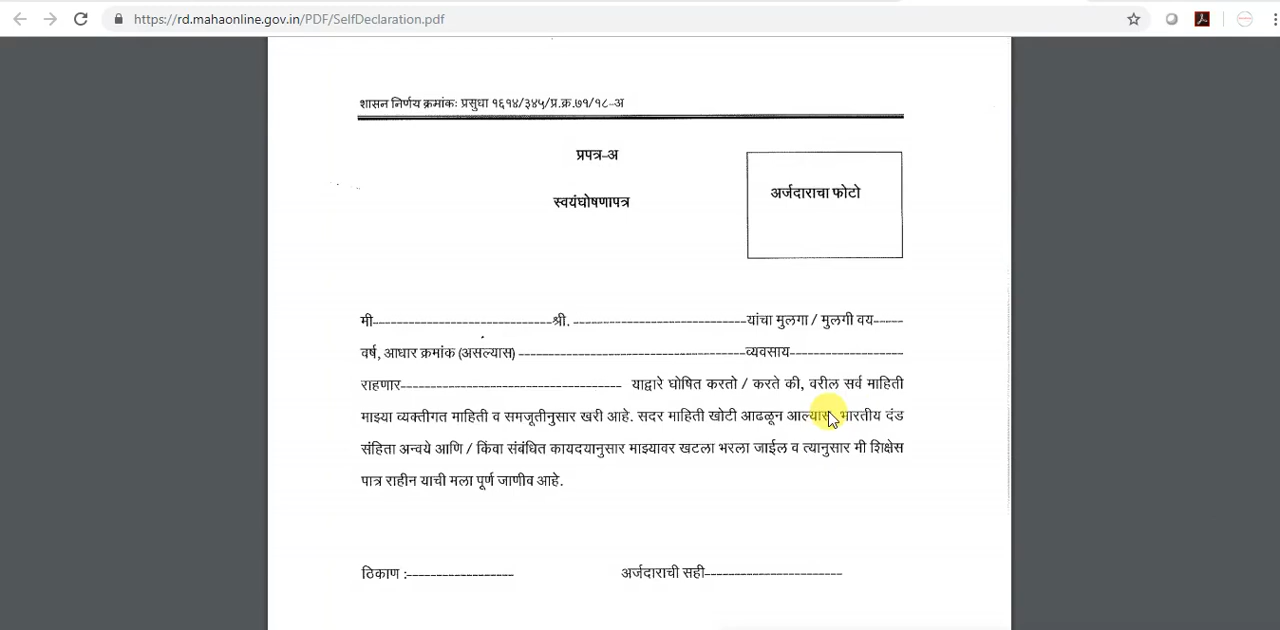 https://rd.mahaonline.gov.in/PDF/SelfDeclaration.pdf
शासन निर्णय क्रमांकः प्रसुधा १६१४/३४५/प्र.क्र.७१/१८-अ
प्रपत्र-अ
अर्जदाराचा फोटो
स्वयंघोषणापत्र
मी------------------------------श्री. -----------------------------यांचा मुलगा / मुलगी वय-----
वर्ष, आधार क्रमांक (असल्यास) --------------------------------------व्यवसाय-------------------
राहणार------------------------------------- याद्वारे घोषित करतो / करते की, वरील सर्व माहिती
माझ्या व्यक्तीगत माहिती व समजूतीनुसार खरी आहे. सदर माहिती खोटी आढळून आल्यास, भारतीय दंड
संहिता अन्वये आणि / किंवा संबंधित कायदयानुसार माझ्यावर खटला भरला जाईल व त्यानुसार मी शिक्षेस
पात्र राहीन याची मला पूर्ण जाणीव आहे.
ठिकाण :------------------ अर्जदाराची सही-----------------------